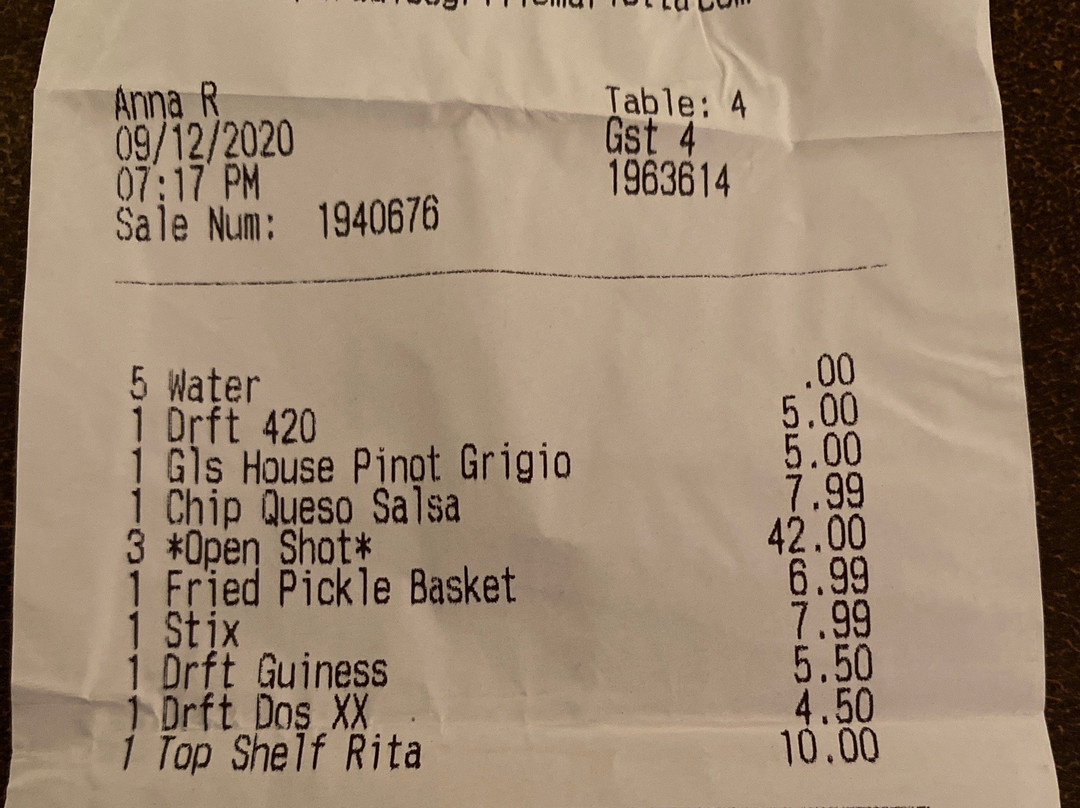 Anna R Table: 4
09/12/2020 Gst 4
07:17 PM 1963614
Sale Num: 1940676
5 Water .00
1 Drft 420 5.00
1 Gls House Pinot Grigio 5.00
1 Chip Queso Salsa 7.99
3 *Open Shot* 42.00
1 Fried Pickle Basket 6.99
1 Stix 7.99
1 Drft Guiness 5.50
1 Drft Dos XX 4.50
1 Top Shelf Rita 10.00